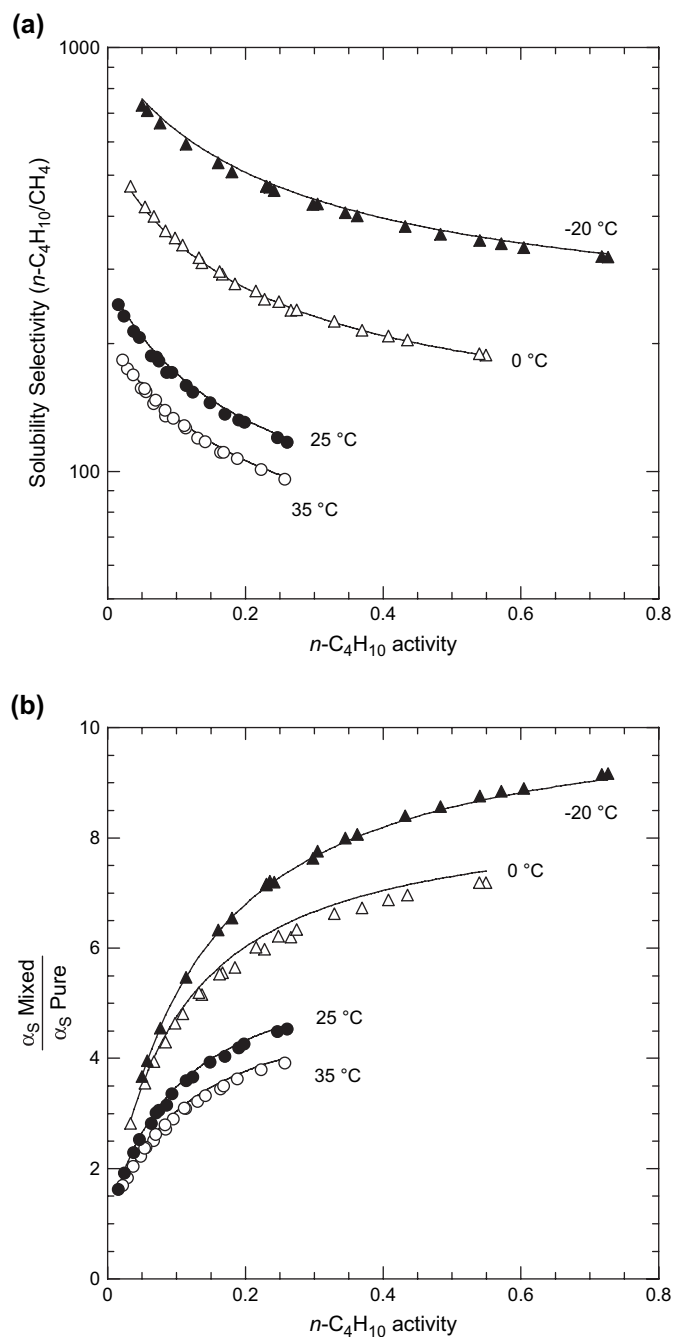 (a)
1000
Solubility Selectivity (n-C4H10/CH4)
-20 °C
0 °C
25 °C
100
35 °C
0 0.2 0.4 0.6 0.8
n-C4H10 activity
(b)
10
-20 °C
8
0 °C
6
αS Mixed
αS Pure
25 °C
4
35 °C
2
0
0 0.2 0.4 0.6 0.8
n-C4H10 activity